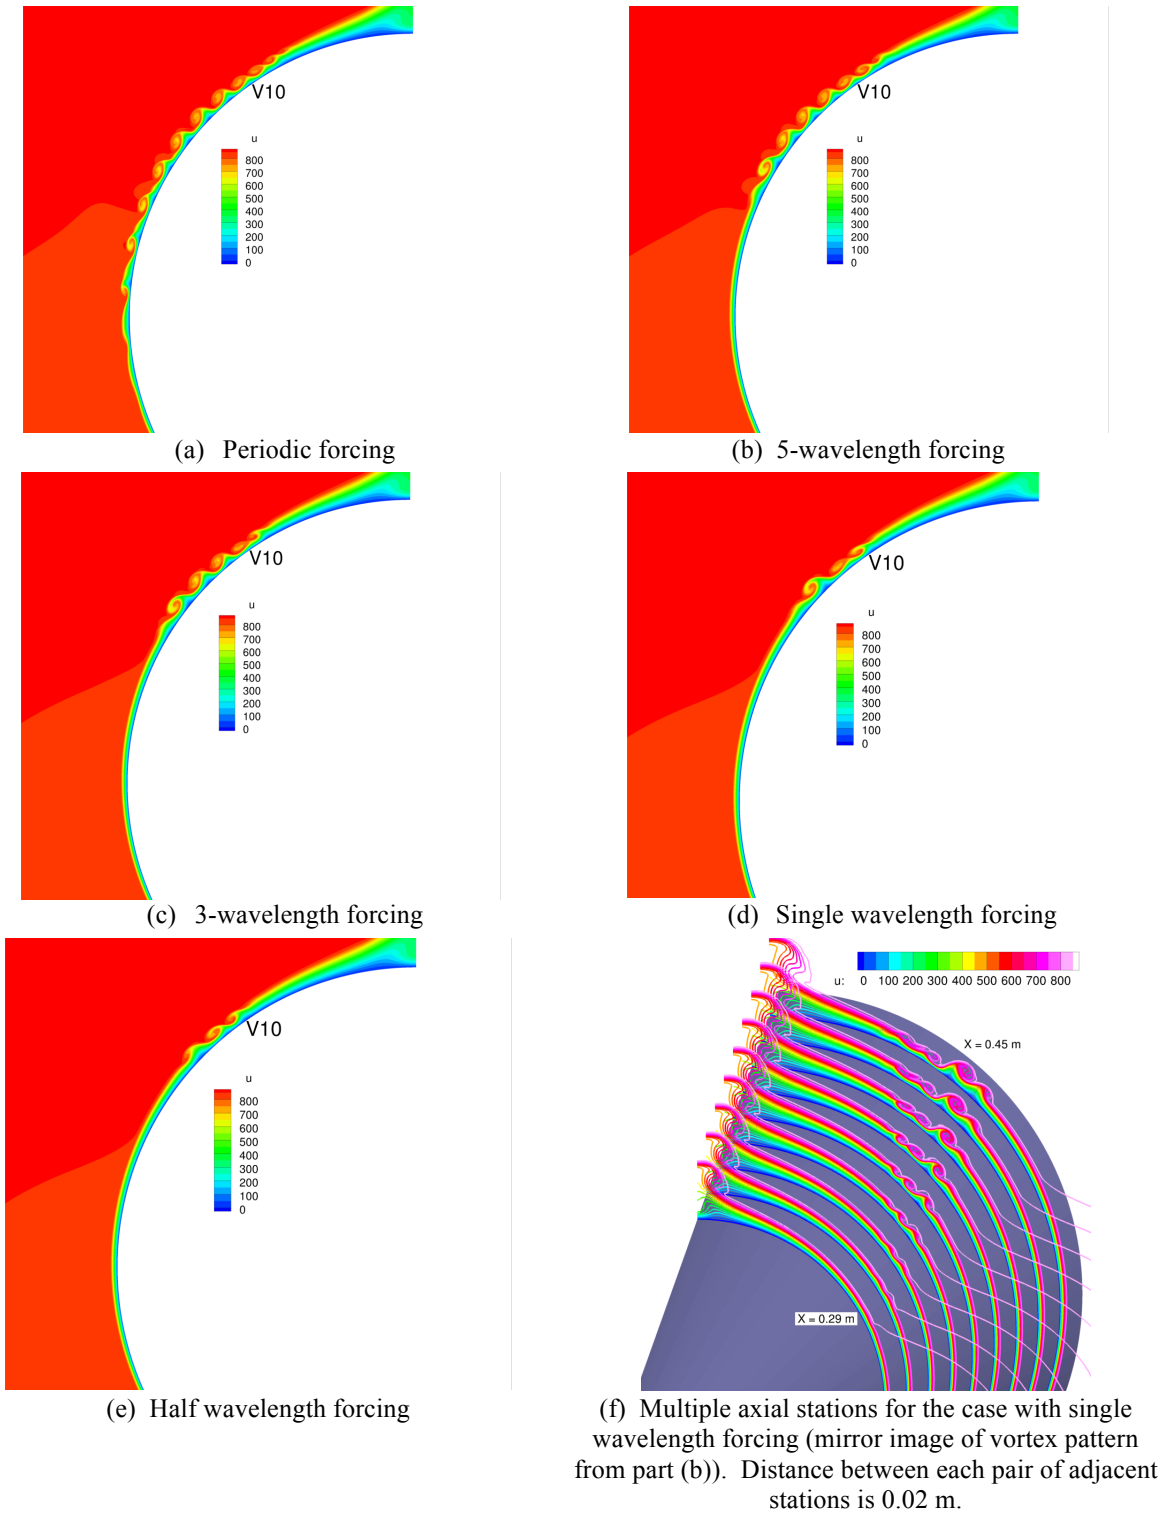 V10
u
800
700
600
500
400
300
200
100
0
V10
u
800
700
600
500
400
300
200
100
0
(a) Periodic forcing
(b) 5-wavelength forcing
V10
u
800
700
600
500
400
300
200
100
0
V10
u
800
700
600
500
400
300
200
100
0
(c) 3-wavelength forcing
(d) Single wavelength forcing
V10
u
800
700
600
500
400
300
200
100
0
u: 0 100 200 300 400 500 600 700 800
X = 0.45 m
X = 0.29 m
(e) Half wavelength forcing
(f) Multiple axial stations for the case with single
wavelength forcing (mirror image of vortex pattern
from part (b)). Distance between each pair of adjacent
stations is 0.02 m.